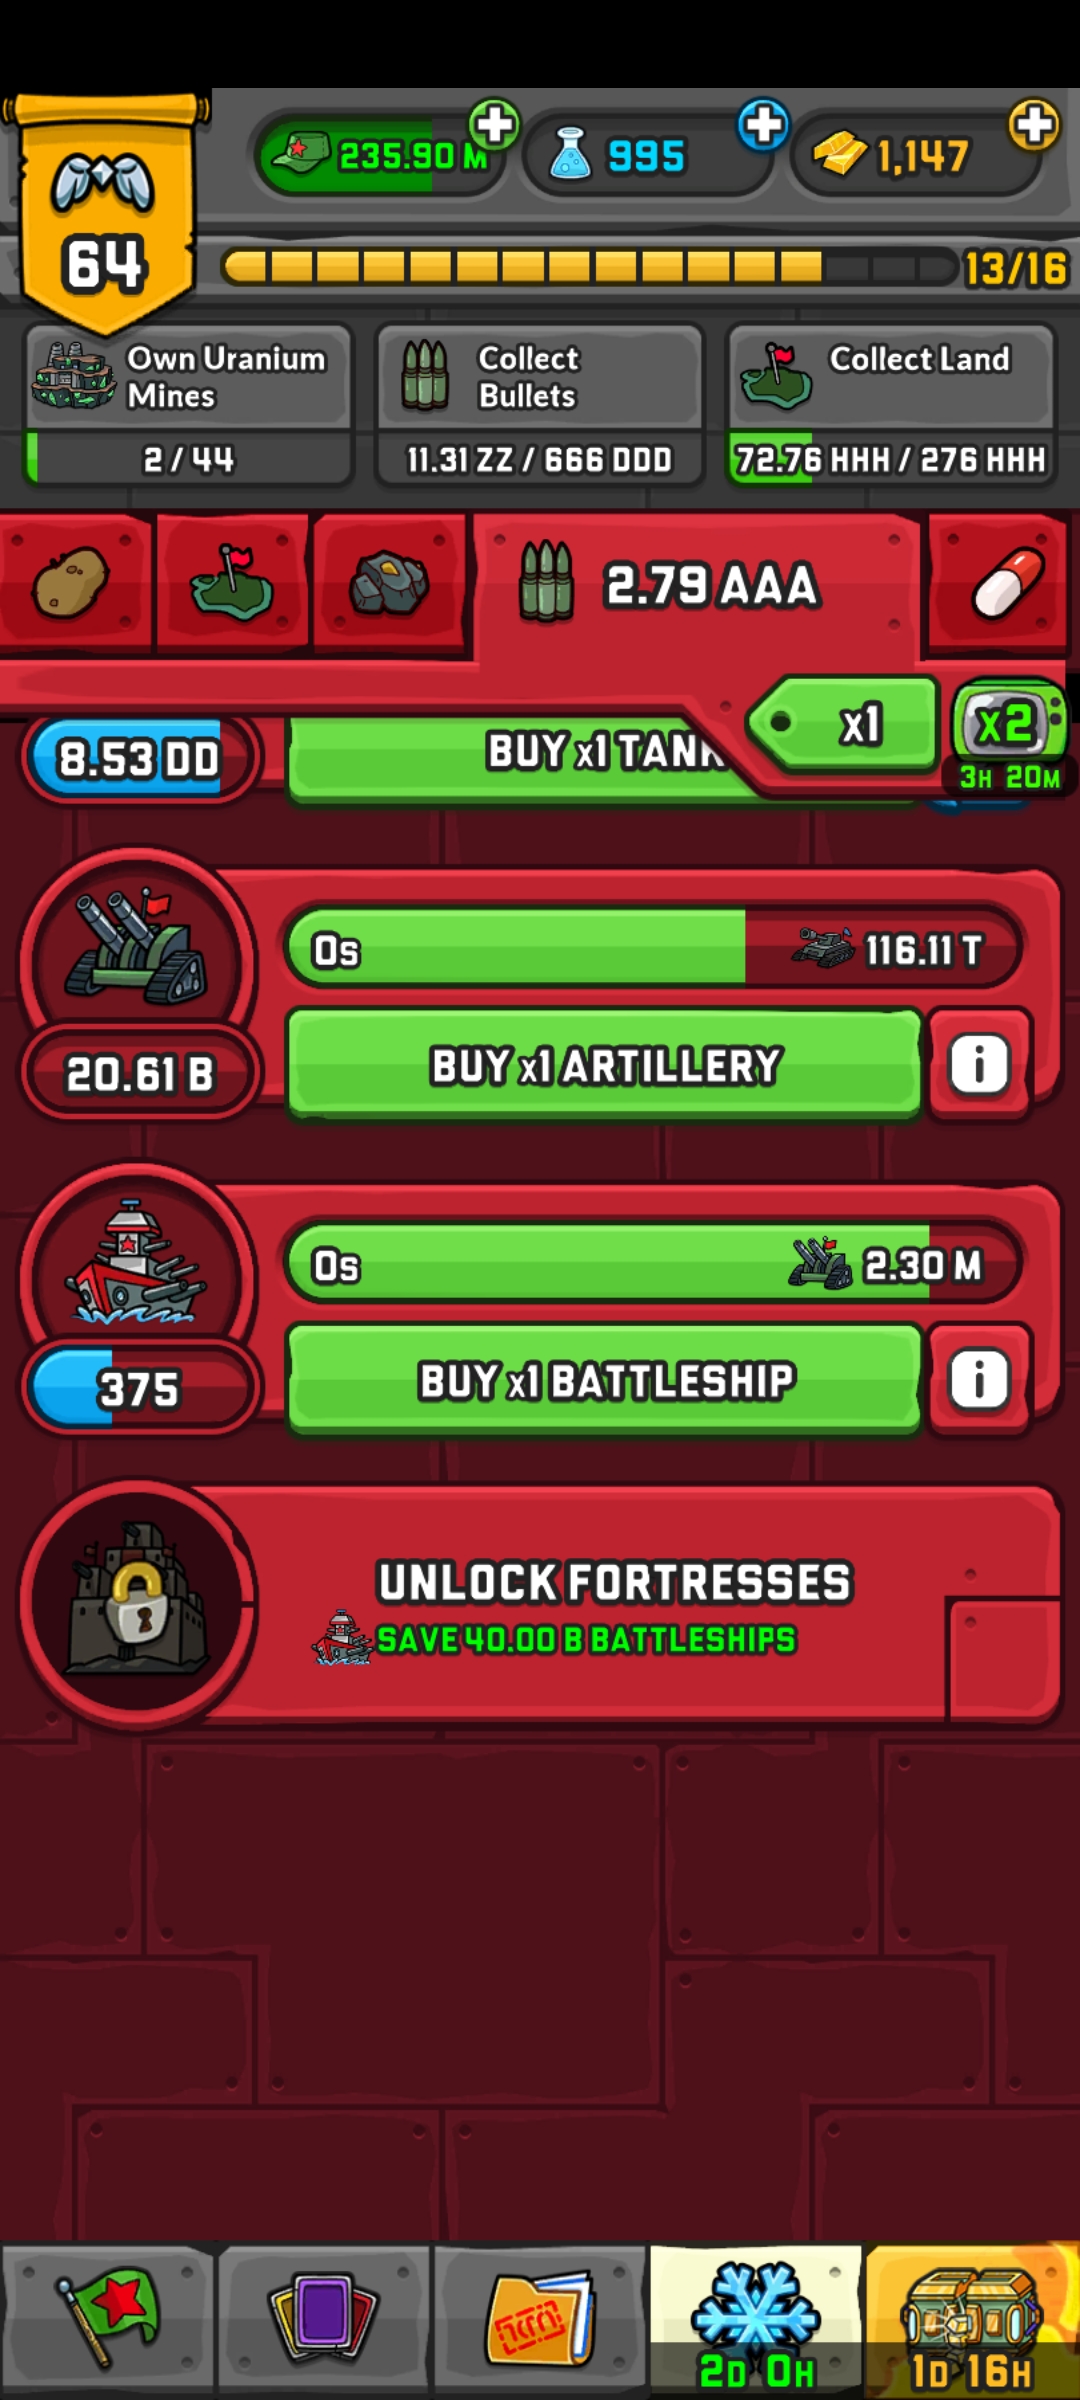 235.90 M
995
1,147
64
13/16
Own Uranium
Mines
2 / 44
Collect
Bullets
11.31 ZZ / 666 DDD
Collect Land
72.76 HHH / 276 HHH
2.79 AAA
x1
x2
3H 20M
8.53 DD
BUY x1 TANK
0s
116.11 T
20.61 B
BUY x1 ARTILLERY
i
0s
2.30 M
375
BUY x1 BATTLESHIP
i
UNLOCK FORTRESSES
SAVE 40.00 B BATTLESHIPS
2D 0H
1D 16H